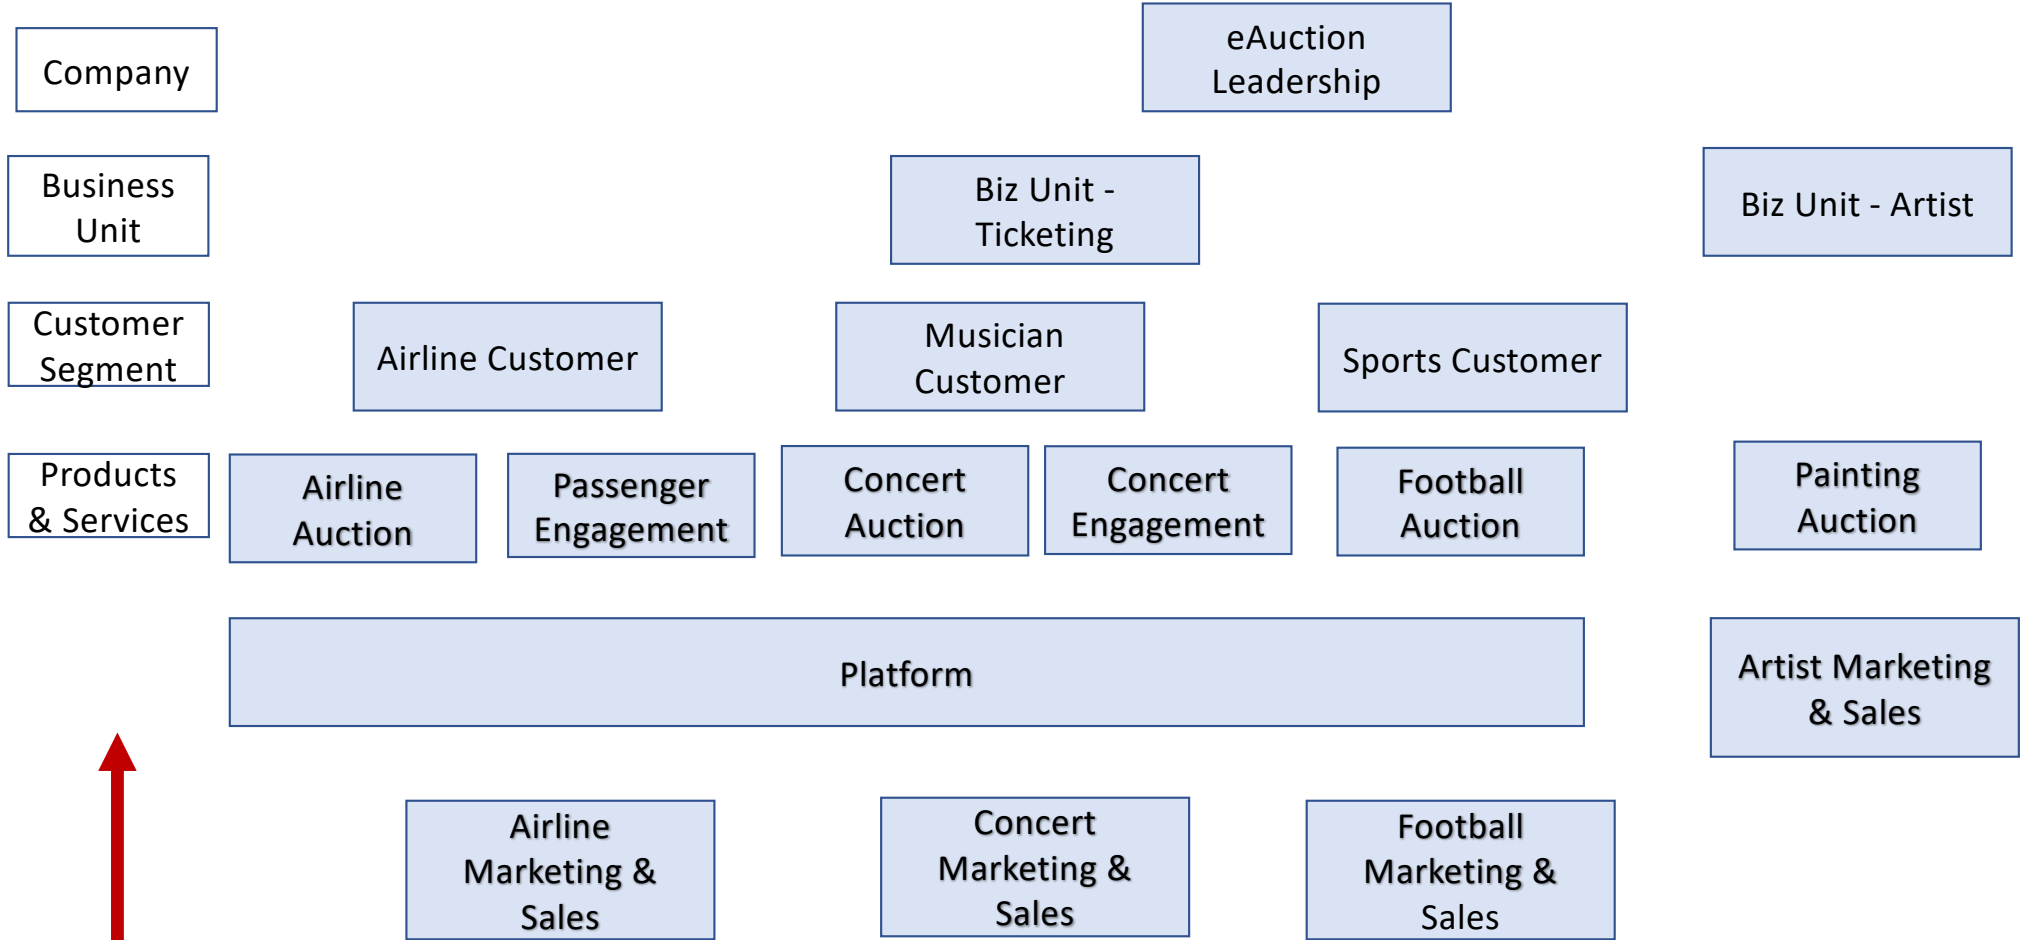 Company
eAuction
Leadership
Business
Unit
Biz Unit -
Ticketing
Biz Unit - Artist
Customer
Segment
Airline Customer
Musician
Customer
Sports Customer
Products
& Services
Airline
Auction
Passenger
Engagement
Concert
Auction
Concert
Engagement
Football
Auction
Painting
Auction
Platform
Artist Marketing
& Sales
Airline
Marketing &
Sales
Concert
Marketing &
Sales
Football
Marketing &
Sales